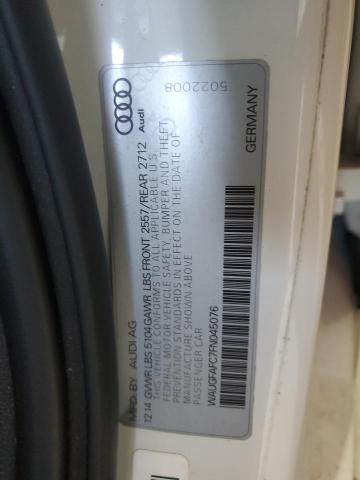 MFD. BY AUDI AG
Audi
12.14 GVWR LBS 5104 GAWR LBS FRONT 2557/REAR 2712
THIS VEHICLE CONFORMS TO ALL APPLICABLE U S
FEDERAL MOTOR VEHICLE SAFETY, BUMPER AND THEFT
PREVENTION STANDARDS IN EFFECT ON THE DATE OF
MANUFACTURE SHOWN ABOVE
PASSENGER CAR
5022008
WAUGFAFC7FN045076
GERMANY